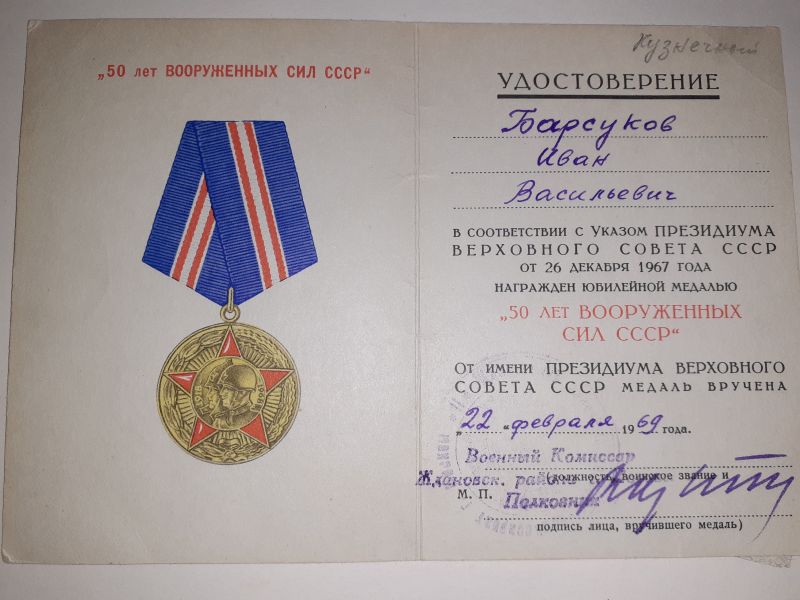 „50 лет ВООРУЖЕННЫХ СИЛ СССР“
Кузнечный
УДОСТОВЕРЕНИЕ
Барсуков
Иван
Васильевич
В СООТВЕТСТВИИ С УКАЗОМ ПРЕЗИДИУМА
ВЕРХОВНОГО СОВЕТА СССР
ОТ 26 ДЕКАБРЯ 1967 ГОДА
НАГРАЖДЕН ЮБИЛЕЙНОЙ МЕДАЛЬЮ
„50 ЛЕТ ВООРУЖЕННЫХ
СИЛ СССР“
ОТ ИМЕНИ ПРЕЗИДИУМА ВЕРХОВНОГО
СОВЕТА СССР МЕДАЛЬ ВРУЧЕНА
„22“ февраля 1969 года.
Военный Комиссар
Ждановск. района
(должность, воинское звание и
М. П.
Полковник
подпись лица, вручившего медаль)